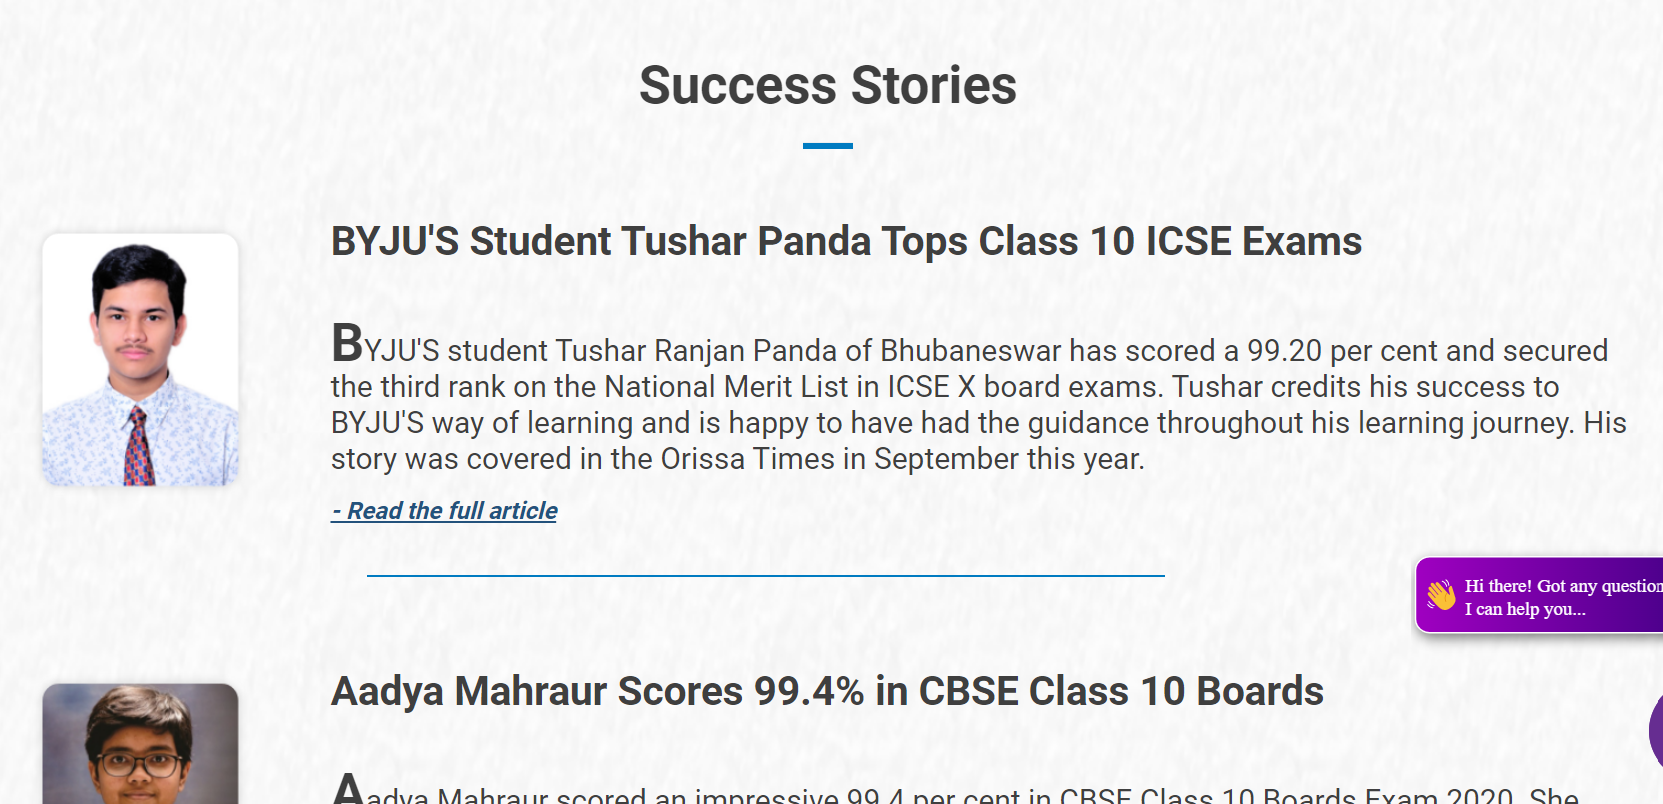 Success Stories
BYJU'S Student Tushar Panda Tops Class 10 ICSE Exams
BYJU'S student Tushar Ranjan Panda of Bhubaneswar has scored a 99.20 per cent and secured
the third rank on the National Merit List in ICSE X board exams. Tushar credits his success to
BYJU'S way of learning and is happy to have had the guidance throughout his learning journey. His
story was covered in the Orissa Times in September this year.
- Read the full article
Hi there! Got any question
I can help you...
Aadya Mahraur Scores 99.4% in CBSE Class 10 Boards
Aadya Mahraur scored an impressive 99.4 per cent in CBSE Class 10 Boards Exam 2020. She